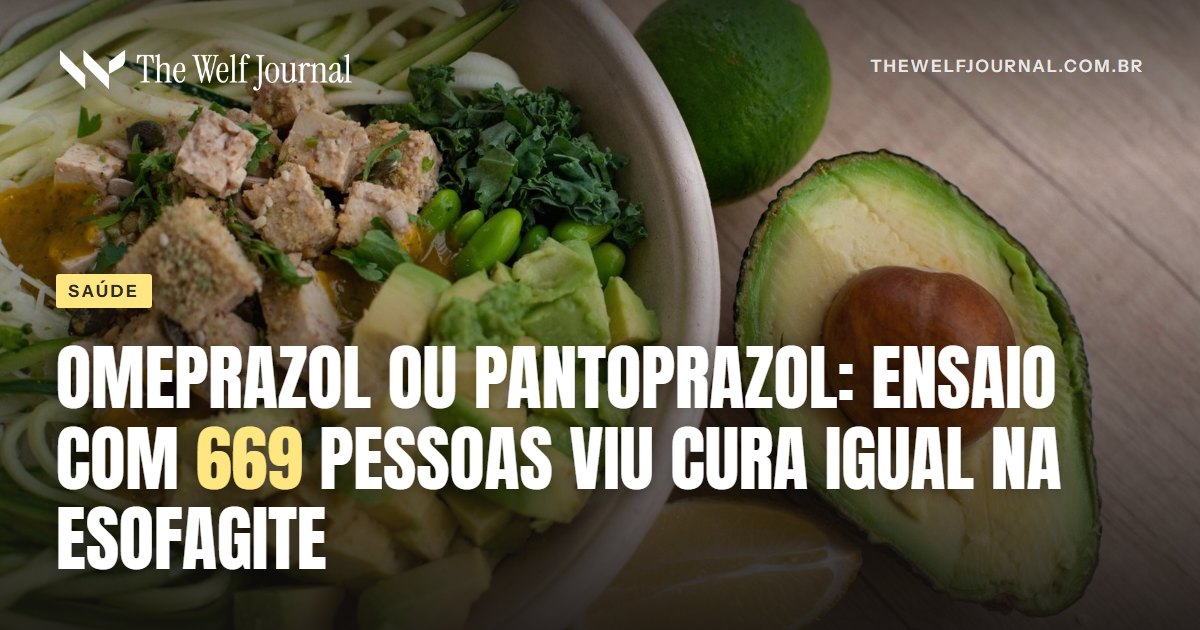 The Welf Journal
THEWELFJOURNAL.COM.BR
SAÚDE
OMEPRAZOL OU PANTOPRAZOL: ENSAIO
COM 669 PESSOAS VIU CURA IGUAL NA
ESOFAGITE